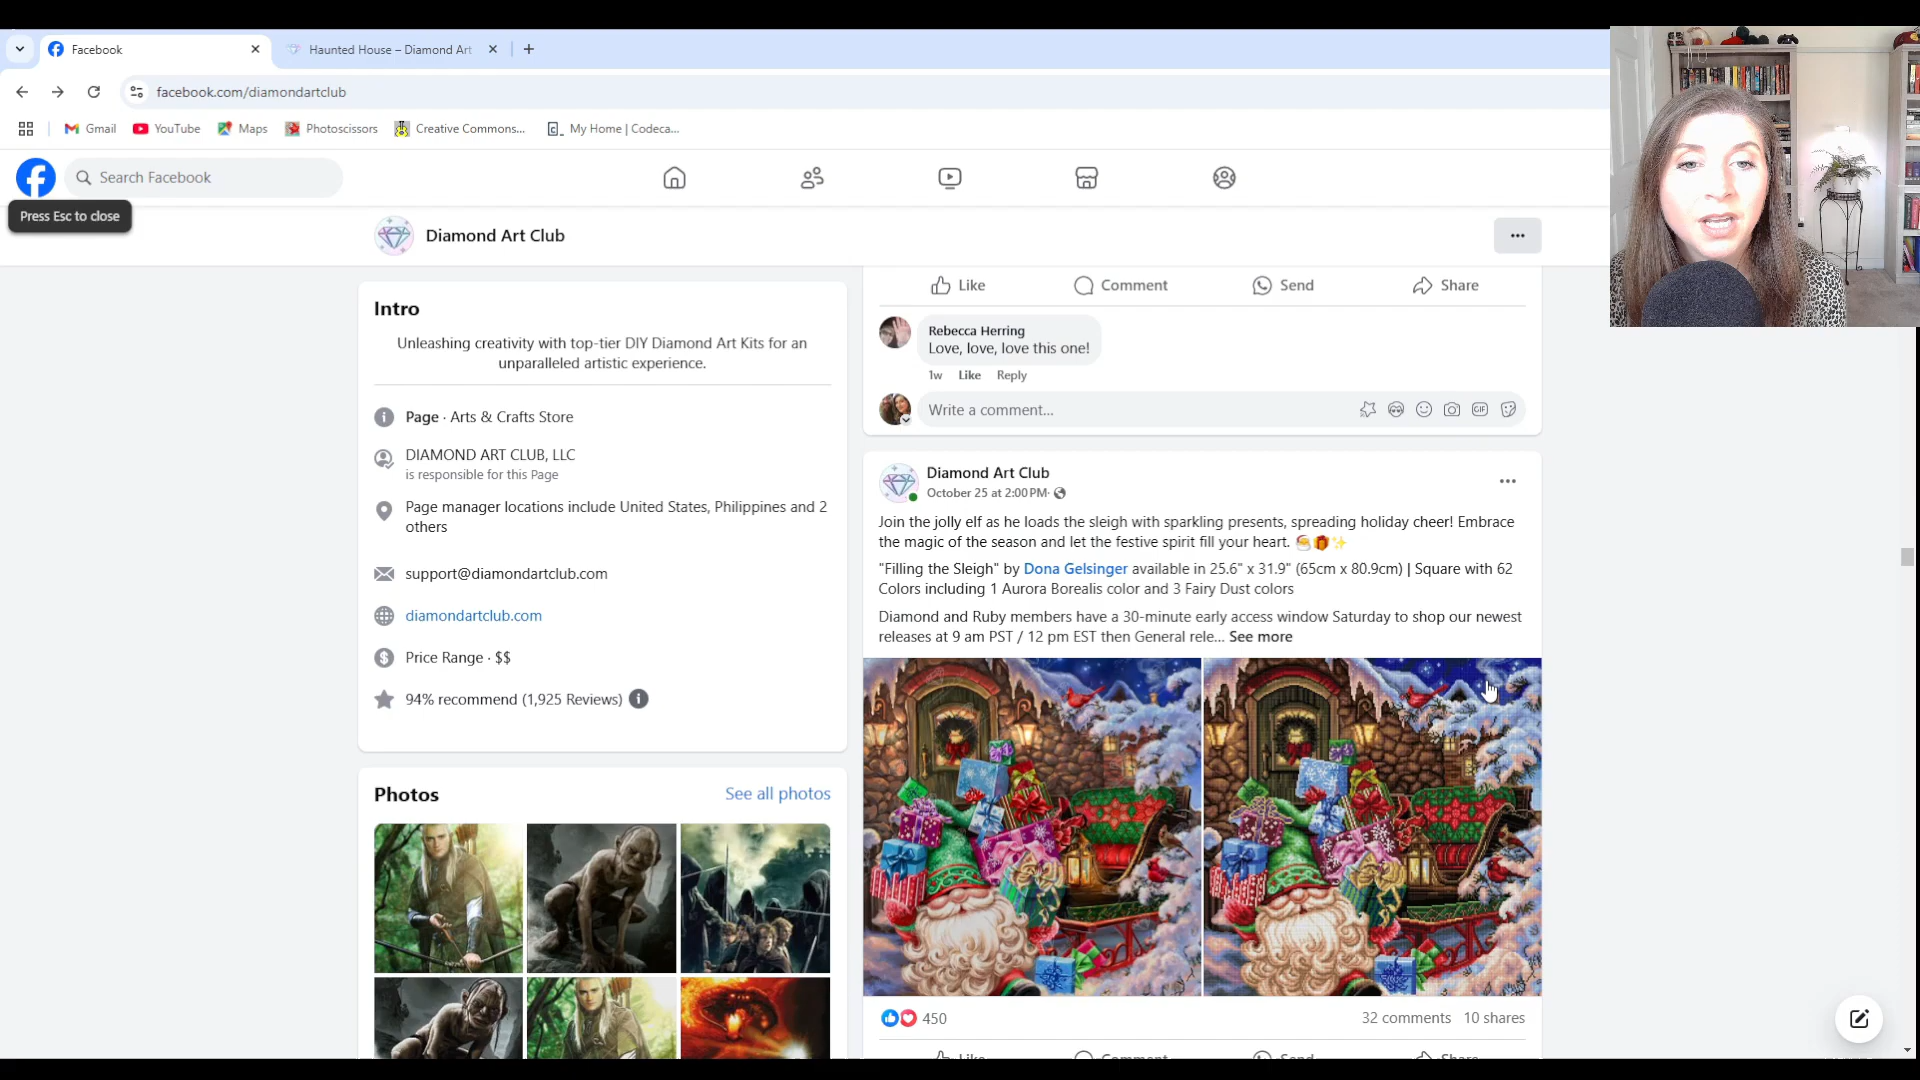 Facebook
Haunted House – Diamond Art
facebook.com/diamondartclub
Gmail
YouTube
Maps
Photoscissors
Creative Commons...
My Home | Codeca...
Search Facebook
Press Esc to close
Diamond Art Club
Intro
Unleashing creativity with top-tier DIY Diamond Art Kits for an
unparalleled artistic experience.
Page · Arts & Crafts Store
DIAMOND ART CLUB, LLC
is responsible for this Page
Page manager locations include United States, Philippines and 2
others
support@diamondartclub.com
diamondartclub.com
Price Range · $$
94% recommend (1,925 Reviews)
Photos
See all photos
Like
Comment
Send
Share
Rebecca Herring
Love, love, love this one!
1w Like Reply
Write a comment...
GIF
Diamond Art Club
October 25 at 2:00 PM ·
Join the jolly elf as he loads the sleigh with sparkling presents, spreading holiday cheer! Embrace
the magic of the season and let the festive spirit fill your heart. 🎅🎁✨
"Filling the Sleigh" by Dona Gelsinger available in 25.6" x 31.9" (65cm x 80.9cm) | Square with 62
Colors including 1 Aurora Borealis color and 3 Fairy Dust colors
Diamond and Ruby members have a 30-minute early access window Saturday to shop our newest
releases at 9 am PST / 12 pm EST then General rele... See more
450
32 comments
10 shares
Like
Comment
Send
Share